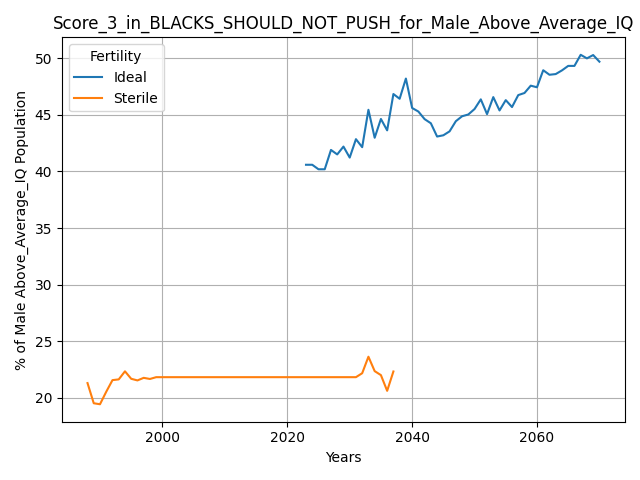 Score_3_in_BLACKS_SHOULD_NOT_PUSH_for_Male_Above_Average_IQ
Fertility
Ideal
Sterile
% of Male Above_Average_IQ Population
50
45
40
35
30
25
20
2000
2020
2040
2060
Years